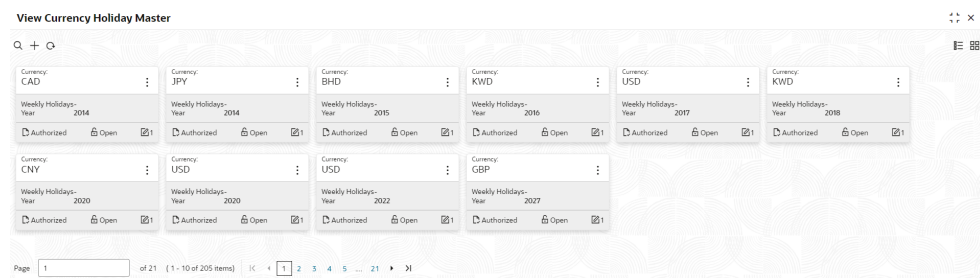 View Currency Holiday Master
Currency:
CAD
Weekly Holidays-
Year 2014
Authorized Open 1
Currency:
JPY
Weekly Holidays-
Year 2014
Authorized Open 1
Currency:
BHD
Weekly Holidays-
Year 2015
Authorized Open 1
Currency:
KWD
Weekly Holidays-
Year 2016
Authorized Open 1
Currency:
USD
Weekly Holidays-
Year 2017
Authorized Open 1
Currency:
KWD
Weekly Holidays-
Year 2018
Authorized Open 1
Currency:
CNY
Weekly Holidays-
Year 2020
Authorized Open 1
Currency:
USD
Weekly Holidays-
Year 2020
Authorized Open 1
Currency:
USD
Weekly Holidays-
Year 2022
Authorized Open 1
Currency:
GBP
Weekly Holidays-
Year 2027
Authorized Open 1
Page 1 of 21 (1 - 10 of 205 items) 1 2 3 4 5 ... 21